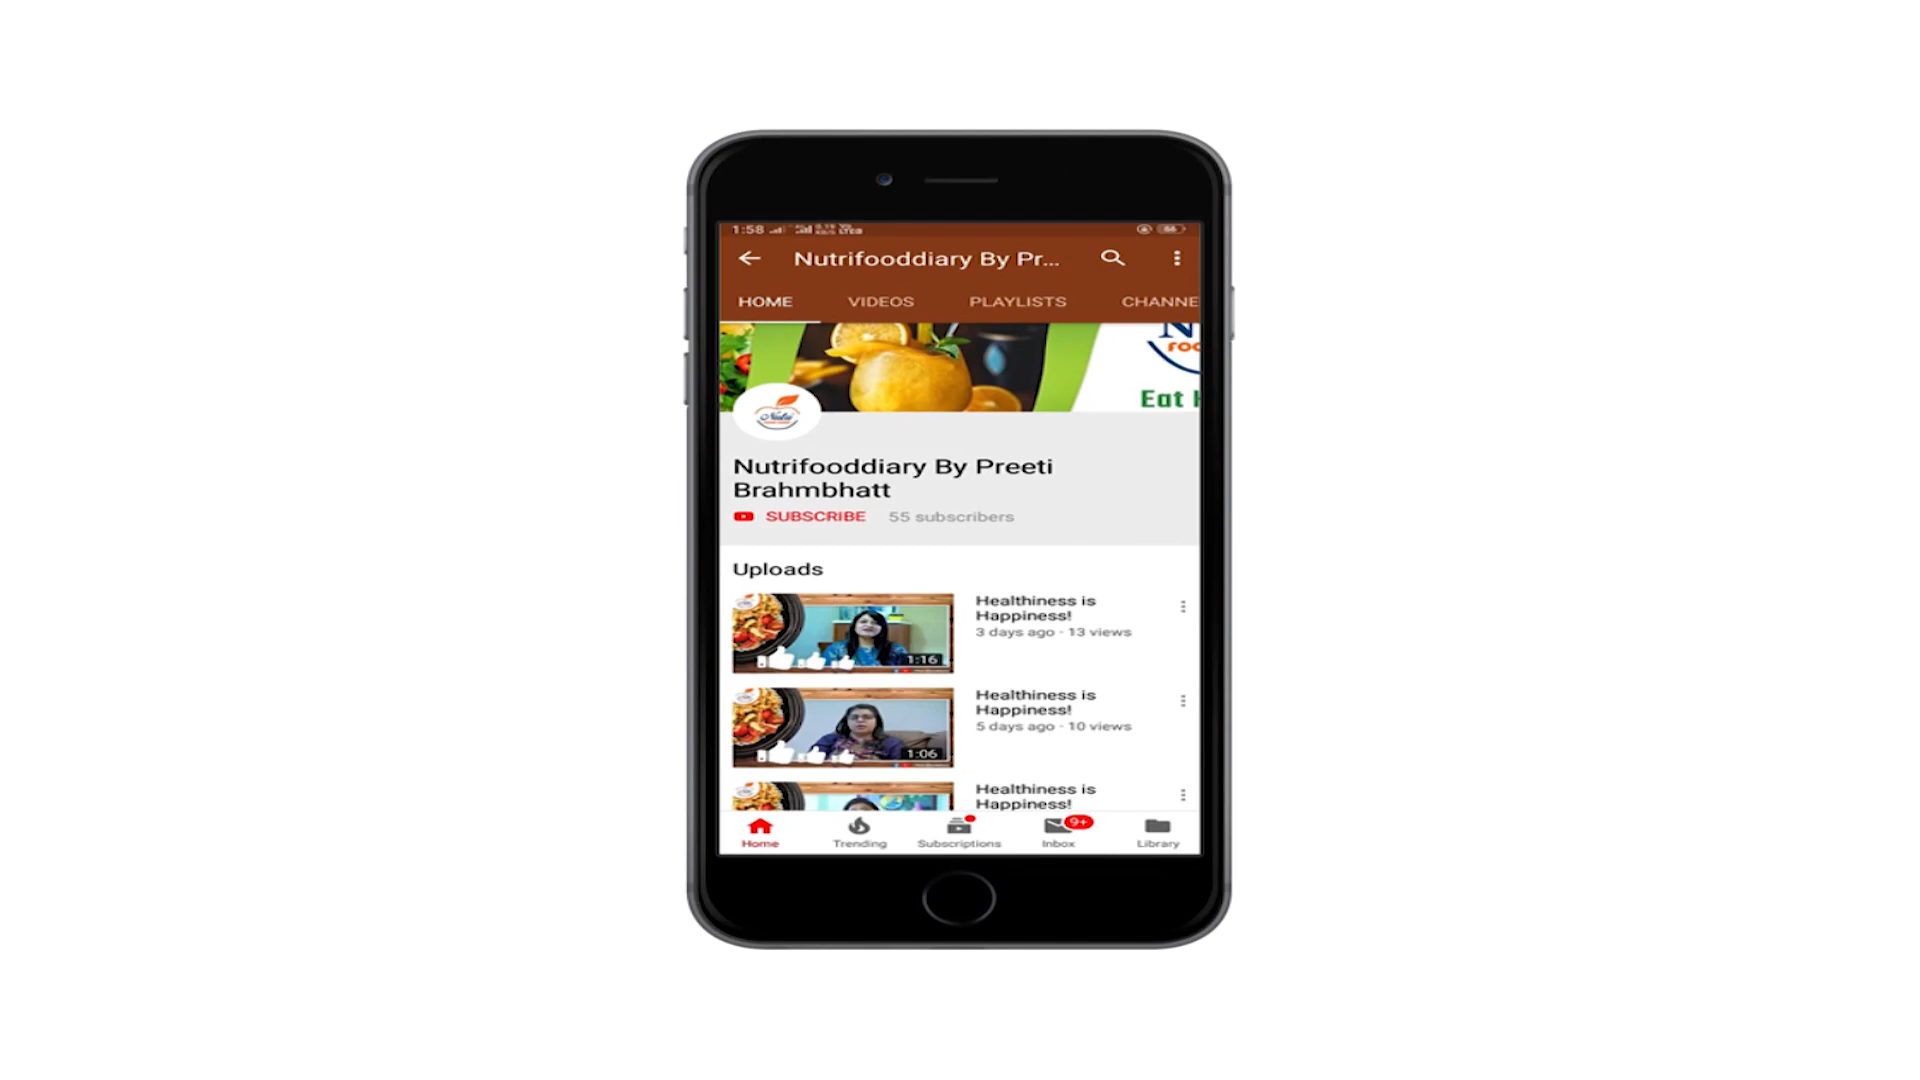 1:58
Nutrifooddiary By Pr...
HOME VIDEOS PLAYLISTS CHANNE
Eat
Nutri
Nutrifooddiary By Preeti
Brahmbhatt
SUBSCRIBE 55 subscribers
Uploads
Healthiness is
Happiness!
3 days ago · 13 views
1:16
Healthiness is
Happiness!
5 days ago · 10 views
1:06
Healthiness is
Happiness!
9+
Home Trending Subscriptions Inbox Library